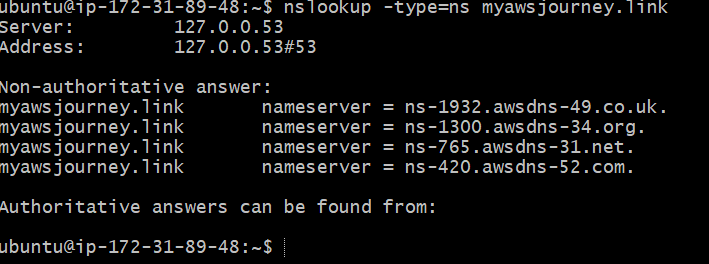 ubuntu@ip-172-31-89-48:~$ nslookup -type=ns myawsjourney.link
Server:         127.0.0.53
Address:        127.0.0.53#53

Non-authoritative answer:
myawsjourney.link       nameserver = ns-1932.awsdns-49.co.uk.
myawsjourney.link       nameserver = ns-1300.awsdns-34.org.
myawsjourney.link       nameserver = ns-765.awsdns-31.net.
myawsjourney.link       nameserver = ns-420.awsdns-52.com.

Authoritative answers can be found from:

ubuntu@ip-172-31-89-48:~$